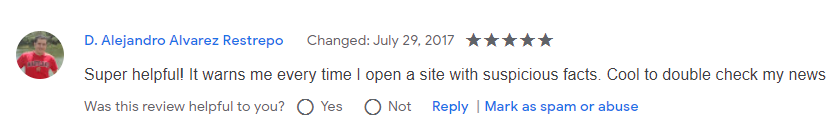 D. Alejandro Alvarez Restrepo Changed: July 29, 2017
Super helpful! It warns me every time I open a site with suspicious facts. Cool to double check my news
Was this review helpful to you? Yes Not Reply | Mark as spam or abuse